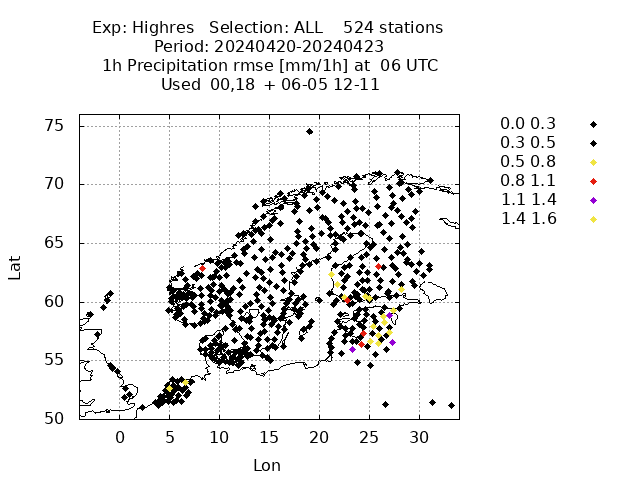 Exp: Highres Selection: ALL 524 stations
Period: 20240420-20240423
1h Precipitation rmse [mm/1h] at 06 UTC
Used 00,18 + 06-05 12-11
75
70
65
60
55
50
0 5 10 15 20 25 30
Lat
Lon
0.0 0.3
0.3 0.5
0.5 0.8
0.8 1.1
1.1 1.4
1.4 1.6